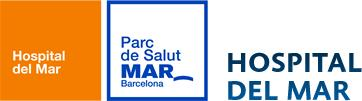 Hospital
del Mar
Parc
de Salut
MAR
Barcelona
HOSPITAL
DEL MAR